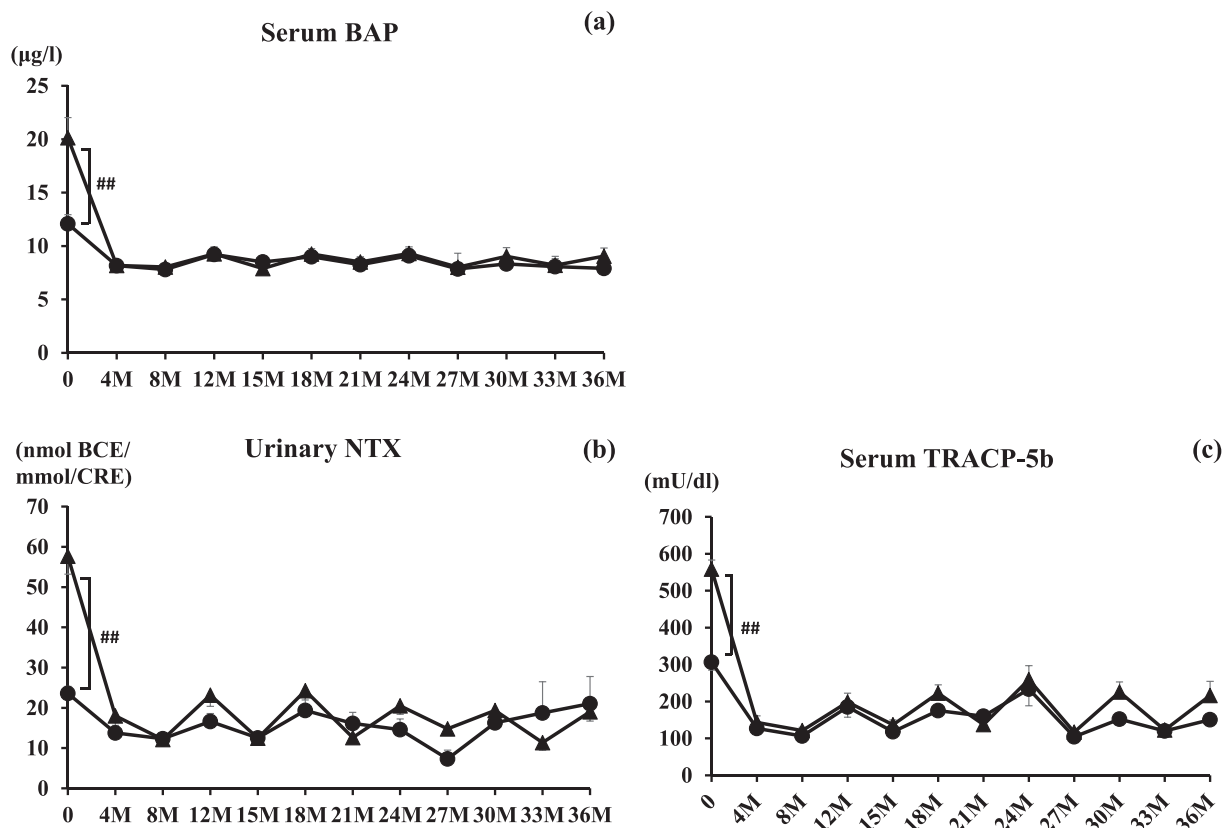 Serum BAP
(a)
(μg/l)
25
20
15
10
5
0
##
0 4M 8M 12M 15M 18M 21M 24M 27M 30M 33M 36M
(nmol BCE/
mmol/CRE)
Urinary NTX
(b)
70
60
50
40
30
20
10
0
##
0 4M 8M 12M 15M 18M 21M 24M 27M 30M 33M 36M
Serum TRACP-5b
(c)
(mU/dl)
700
600
500
400
300
200
100
0
##
0 4M 8M 12M 15M 18M 21M 24M 27M 30M 33M 36M